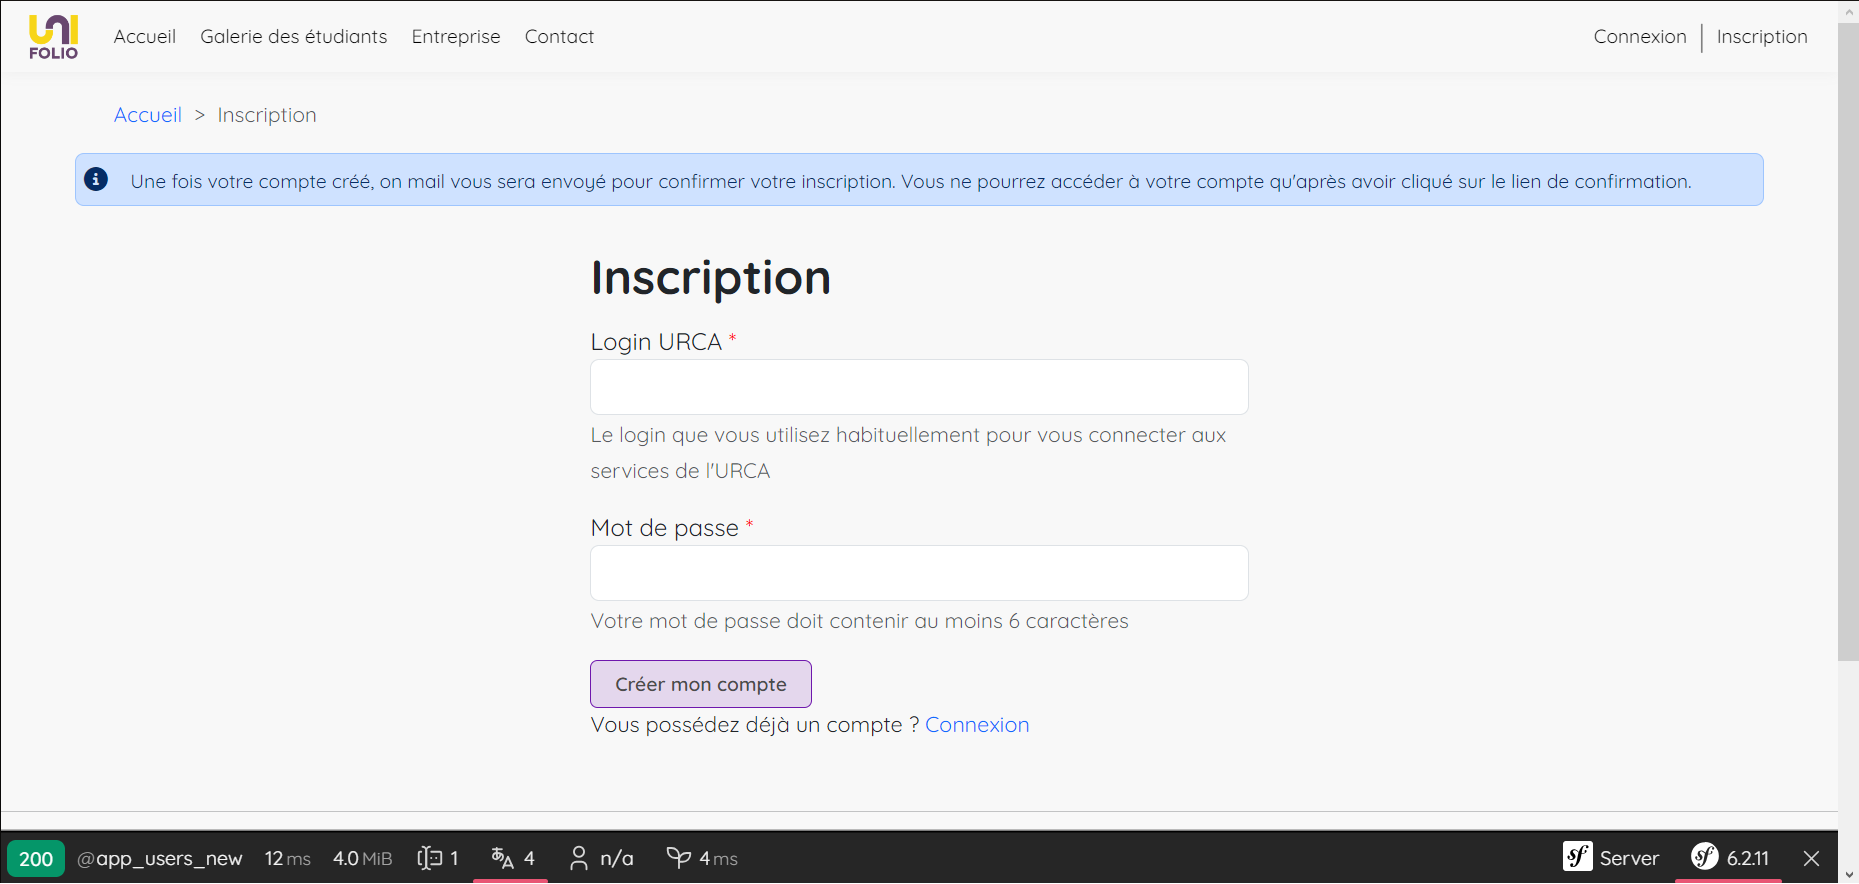 UNI
FOLIO
Accueil Galerie des étudiants Entreprise Contact Connexion Inscription
Accueil > Inscription
Une fois votre compte créé, on mail vous sera envoyé pour confirmer votre inscription. Vous ne pourrez accéder à votre compte qu'après avoir cliqué sur le lien de confirmation.
Inscription
Login URCA *
Le login que vous utilisez habituellement pour vous connecter aux
services de l'URCA
Mot de passe *
Votre mot de passe doit contenir au moins 6 caractères
Créer mon compte
Vous possédez déjà un compte ? Connexion
200 @app_users_new 12 ms 4.0 MiB 1 4 n/a 4 ms sf Server sf 6.2.11